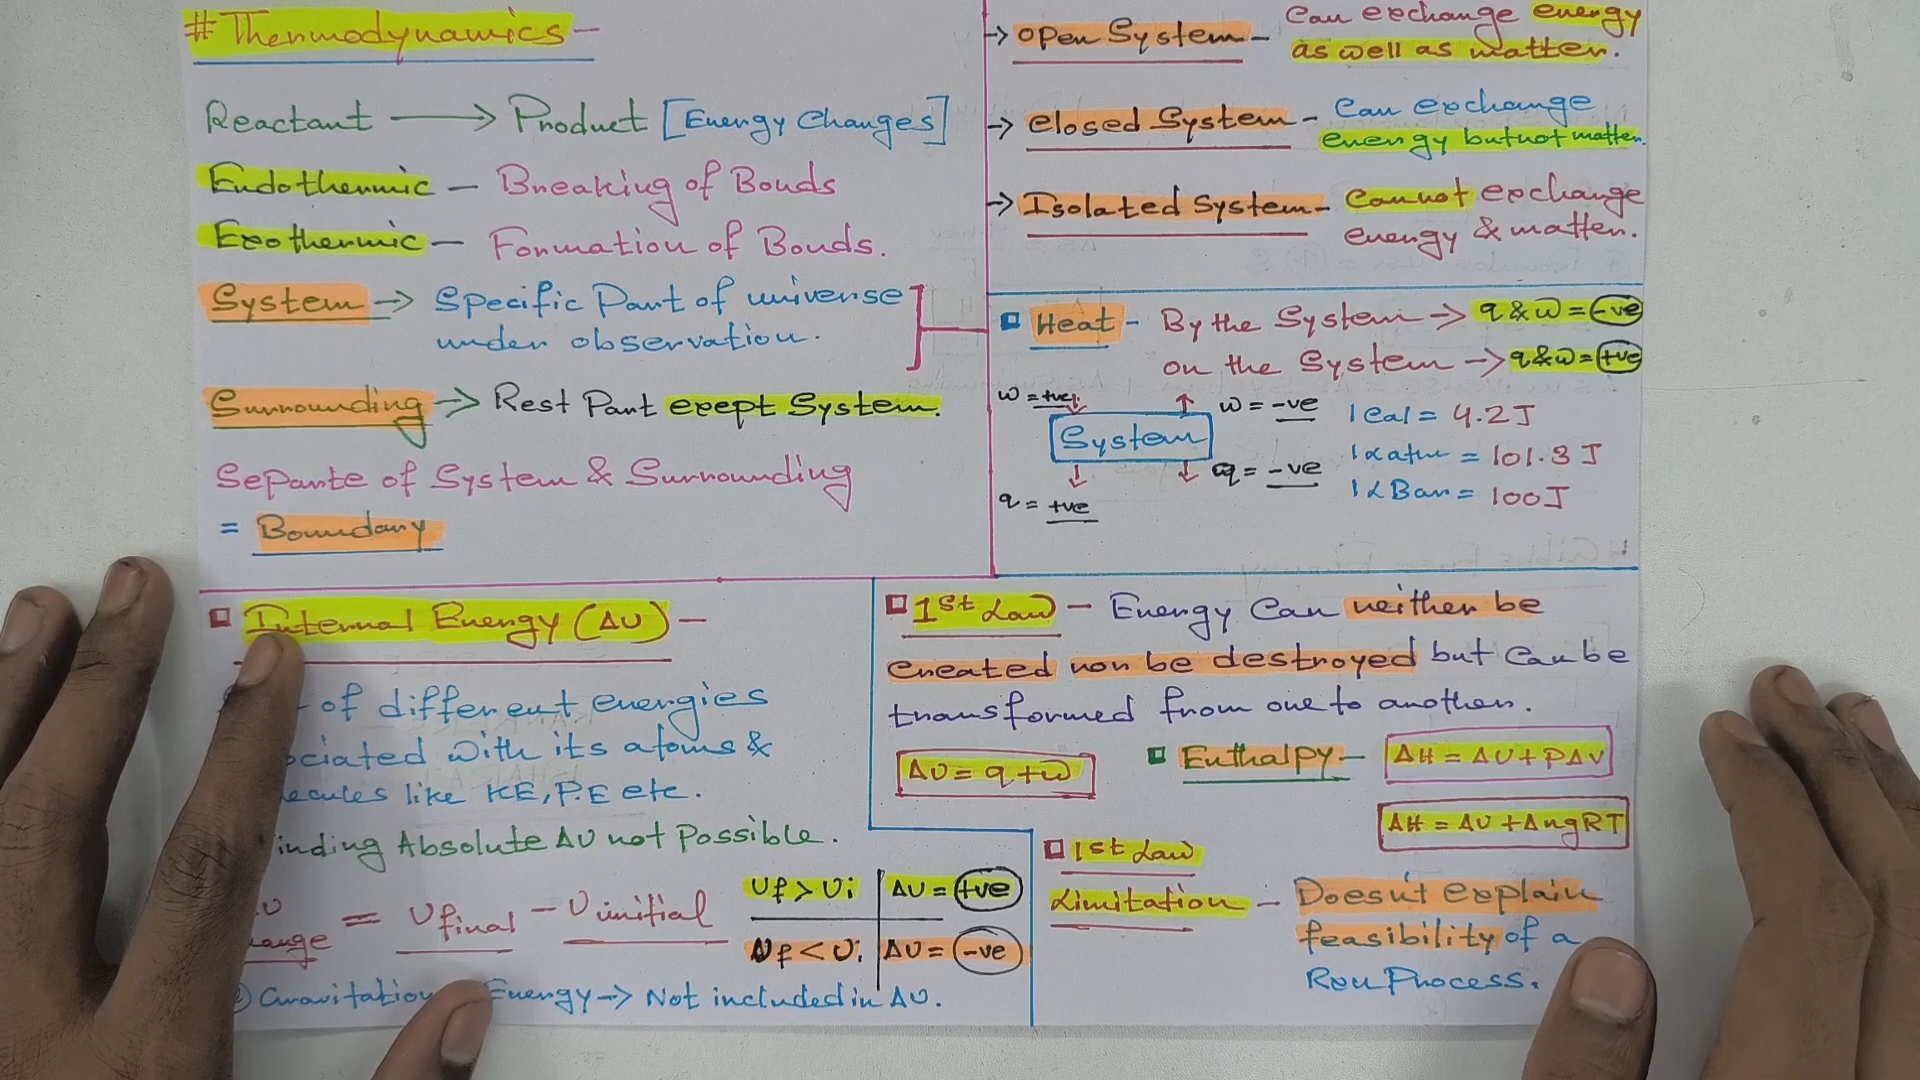 # Thermodynamics -
Reactant → Product [Energy Changes]
Endothermic - Breaking of Bonds
Exothermic - Formation of Bonds.
System → Specific Part of universe
under observation.
Surrounding → Rest Part exept System.
Separte of System & Surrounding
= Boundary
→ Open System - Can exchange energy
as well as matter.
→ Closed System - Can exchange
energy but not matter.
→ Isolated System - Cannot exchange
energy & matter.
Heat - By the System → q & w = -ve
on the System → q & w = +ve
w = +ve
w = -ve
System
q = -ve
q = +ve
1 Cal = 4.2 J
1 L atm = 101.3 J
1 L Bar = 100 J
Internal Energy (ΔU) -
of different energies
ociated with its atoms &
ecules like KE, P.E etc.
inding Absolute ΔU not Possible.
U
ange = U final - U initial
Uf > Ui ΔU = +ve
Uf < Ui ΔU = -ve
Gravitation Energy → Not included in ΔU.
1st Law - Energy Can neither be
created nor be destroyed but can be
transformed from one to another.
ΔU = q + w
Enthalpy - ΔH = ΔU + PΔV
ΔH = ΔU + ΔngRT
1st Law
Limitation - Doesn't explain
feasibility of a
Process.